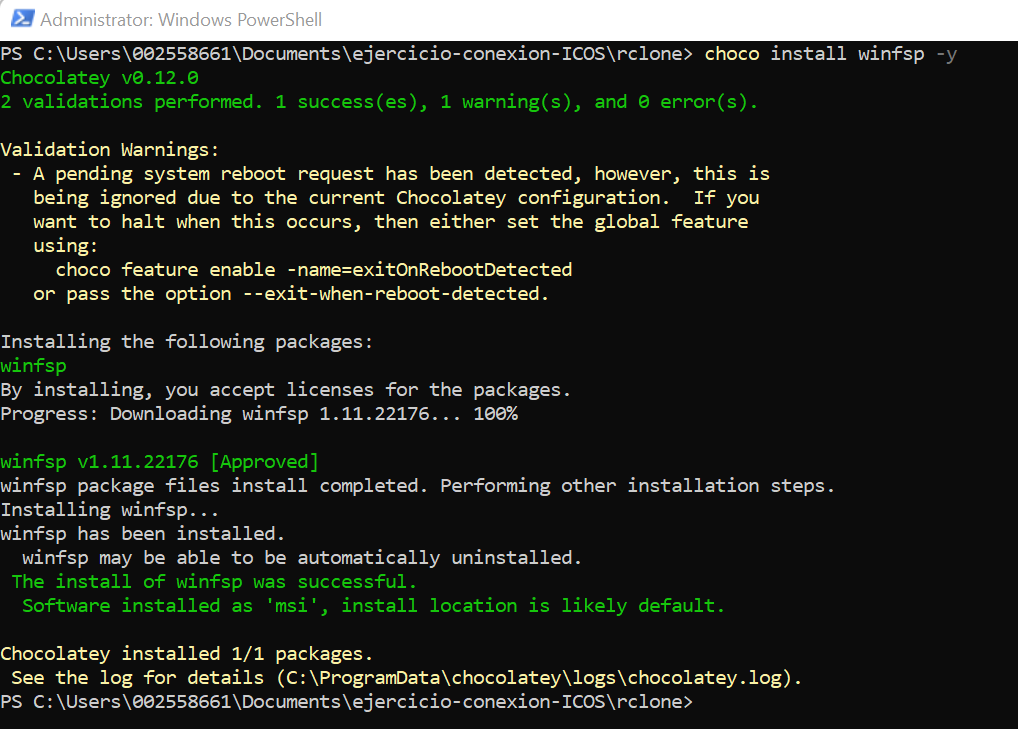 Administrator: Windows PowerShell
PS C:\Users\002558661\Documents\ejercicio-conexion-ICOS\rclone> choco install winfsp -y
Chocolatey v0.12.0
2 validations performed. 1 success(es), 1 warning(s), and 0 error(s).
Validation Warnings:
- A pending system reboot request has been detected, however, this is
being ignored due to the current Chocolatey configuration.  If you
want to halt when this occurs, then either set the global feature
using:
choco feature enable -name=exitOnRebootDetected
or pass the option --exit-when-reboot-detected.
Installing the following packages:
winfsp
By installing, you accept licenses for the packages.
Progress: Downloading winfsp 1.11.22176... 100%
winfsp v1.11.22176 [Approved]
winfsp package files install completed. Performing other installation steps.
Installing winfsp...
winfsp has been installed.
winfsp may be able to be automatically uninstalled.
The install of winfsp was successful.
Software installed as 'msi', install location is likely default.
Chocolatey installed 1/1 packages.
See the log for details (C:\ProgramData\chocolatey\logs\chocolatey.log).
PS C:\Users\002558661\Documents\ejercicio-conexion-ICOS\rclone>